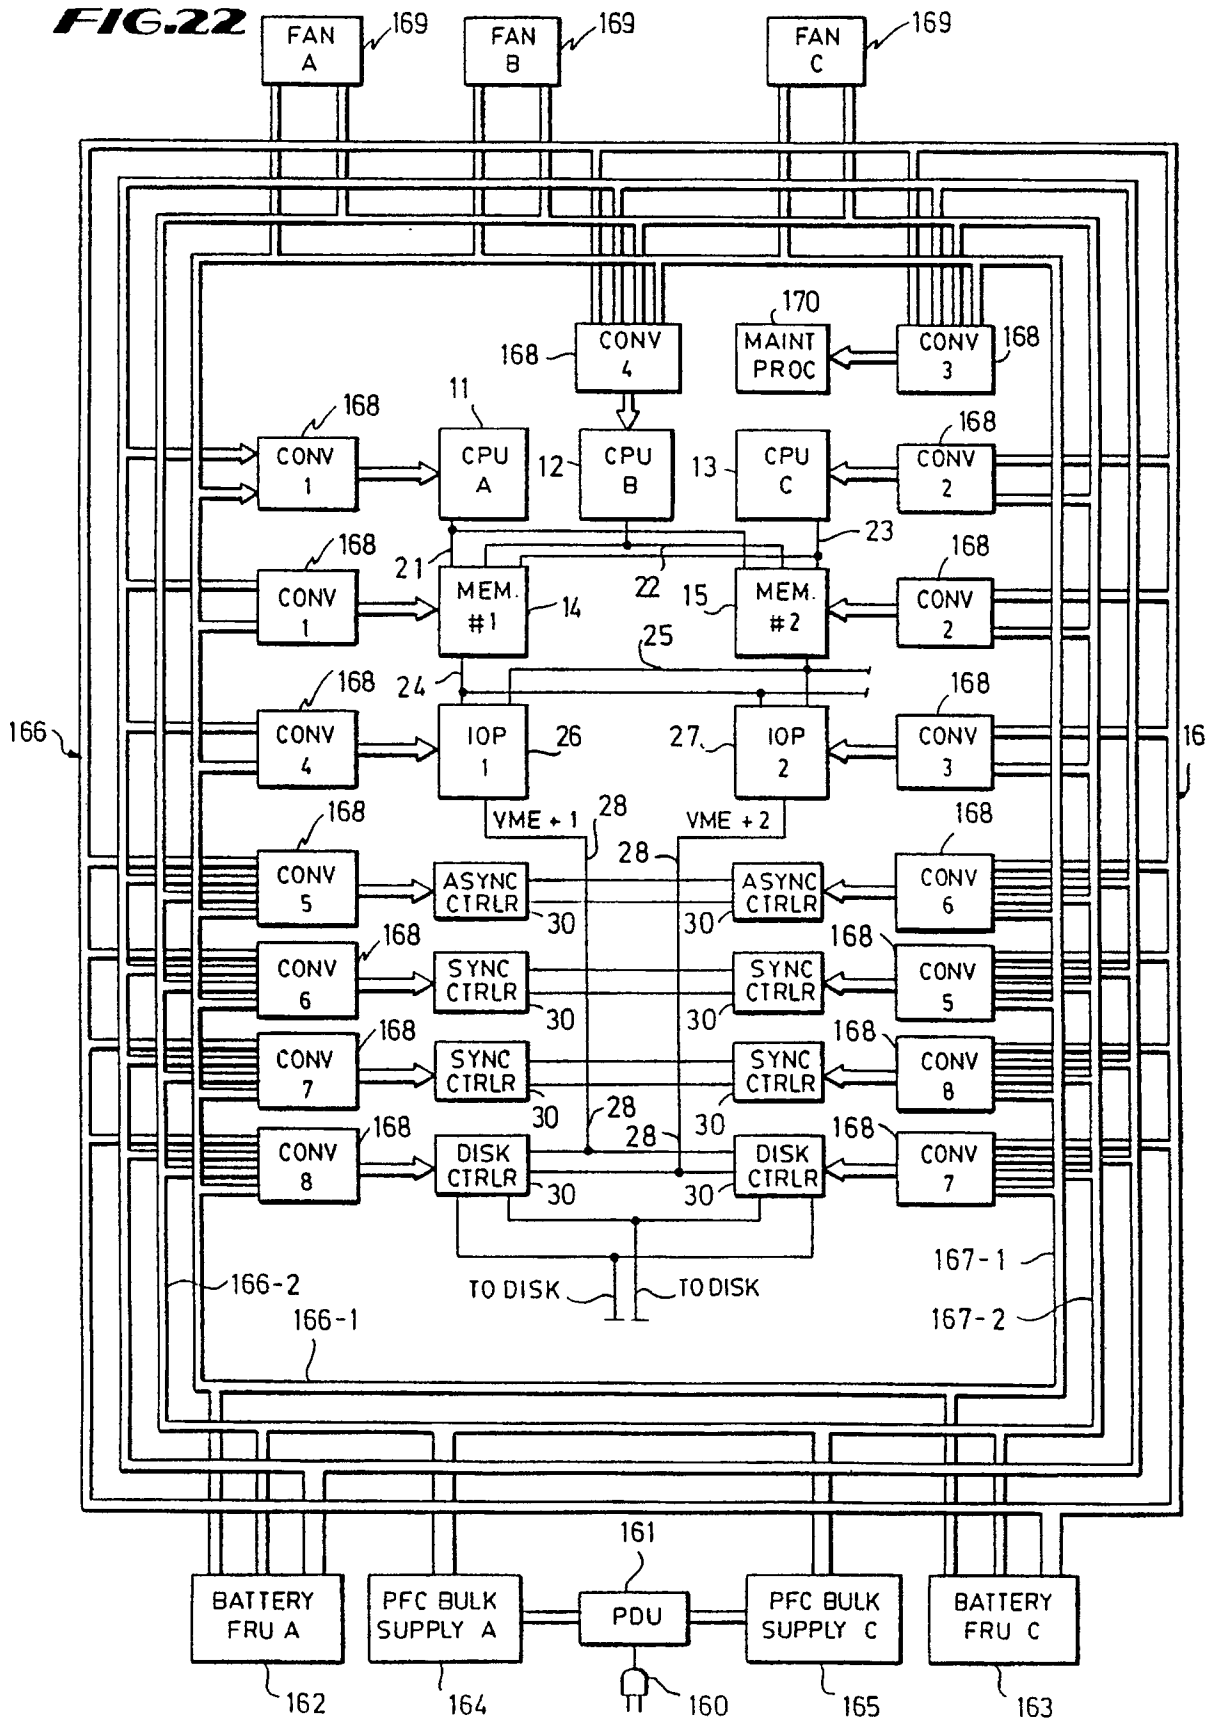 FIG.22
FAN
A
169
FAN
B
169
FAN
C
169
170
168
CONV
4
MAINT
PROC
CONV
3
168
168
CONV
1
11
CPU
A
12
CPU
B
13
CPU
C
168
CONV
2
21
22
23
168
CONV
1
MEM.
#1
14
15
MEM.
#2
168
CONV
2
24
25
168
CONV
4
IOP
1
26
27
IOP
2
168
CONV
3
166
16
VME + 1
28
VME + 2
28
168
CONV
5
ASYNC
CTRLR
30
ASYNC
CTRLR
30
168
CONV
6
168
CONV
6
SYNC
CTRLR
30
SYNC
CTRLR
30
168
CONV
5
168
CONV
7
SYNC
CTRLR
30
SYNC
CTRLR
30
168
CONV
8
28
28
168
CONV
8
DISK
CTRLR
30
DISK
CTRLR
30
168
CONV
7
166-2
TO DISK
TO DISK
167-1
166-1
167-2
161
BATTERY
FRU A
PFC BULK
SUPPLY A
PDU
PFC BULK
SUPPLY C
BATTERY
FRU C
162
164
160
165
163